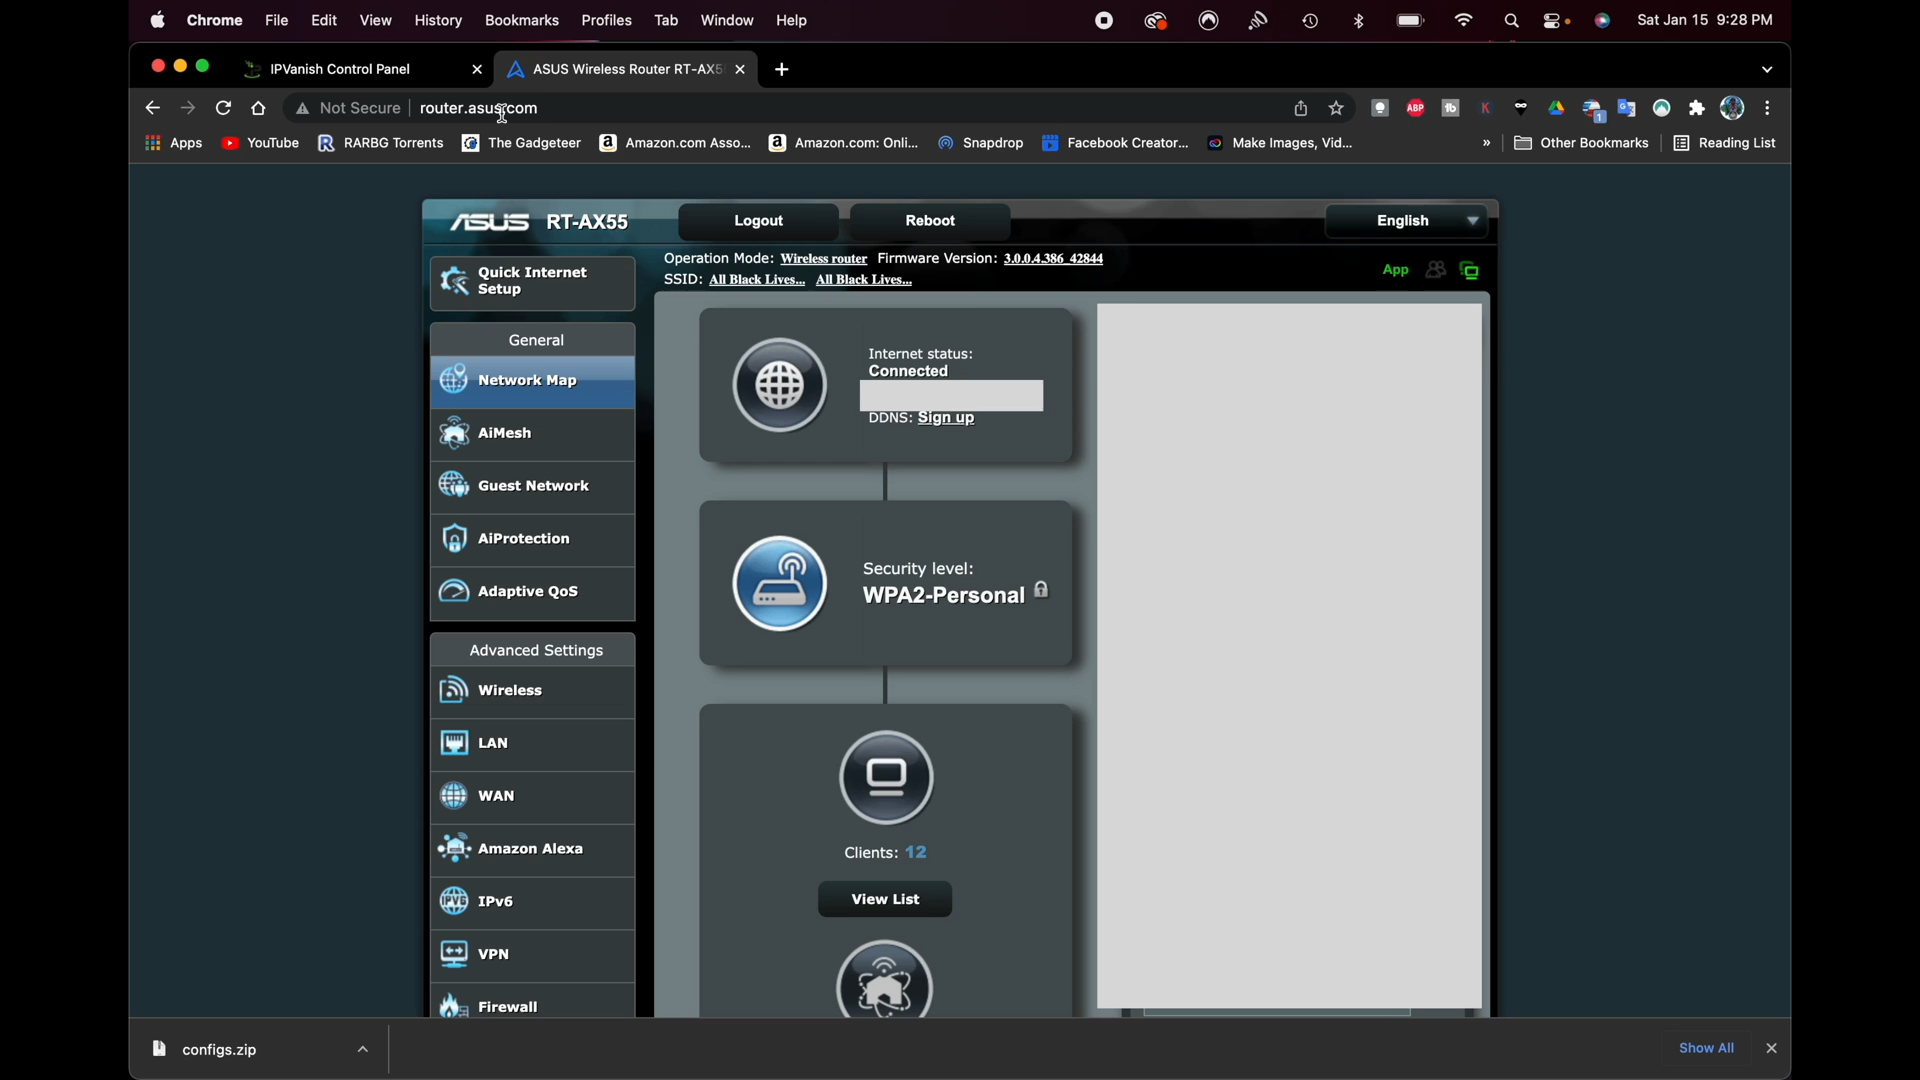 Chrome File Edit View History Bookmarks Profiles Tab Window Help Sat Jan 15 9:28 PM
IPVanish Control Panel ASUS Wireless Router RT-AX5
Not Secure router.asus.com ABP tb K 1
Apps YouTube R RARBG Torrents The Gadgeteer a Amazon.com Asso... a Amazon.com: Onli... Snapdrop Facebook Creator... Make Images, Vid... » Other Bookmarks Reading List
ASUS RT-AX55 Logout Reboot English
Operation Mode: Wireless router Firmware Version: 3.0.0.4.386_42844
SSID: All Black Lives... All Black Lives...
App
Quick Internet
Setup
General
Network Map
AiMesh
Guest Network
AiProtection
Adaptive QoS
Advanced Settings
Wireless
LAN
WAN
Amazon Alexa
IPV6 IPv6
VPN
Firewall
Internet status:
Connected
DDNS: Sign up
Security level:
WPA2-Personal
Clients: 12
View List
configs.zip
Show All